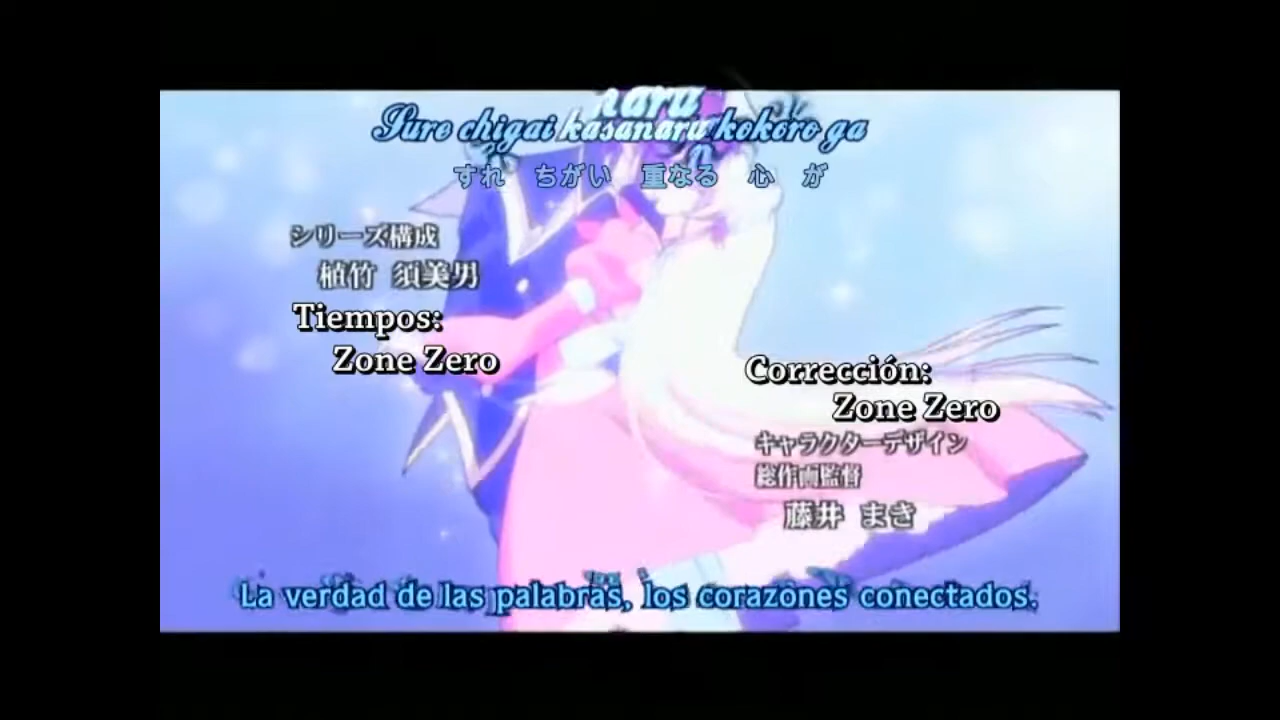 naru
Sure chigai kasanaru kokoro ga
すれ ちがい 重なる 心 が
シリーズ構成
植竹 須美男
Tiempos:
Zone Zero
Corrección:
Zone Zero
キャラクターデザイン
総作画監督
藤井 まき
La verdad de las palabras, los corazones conectados.